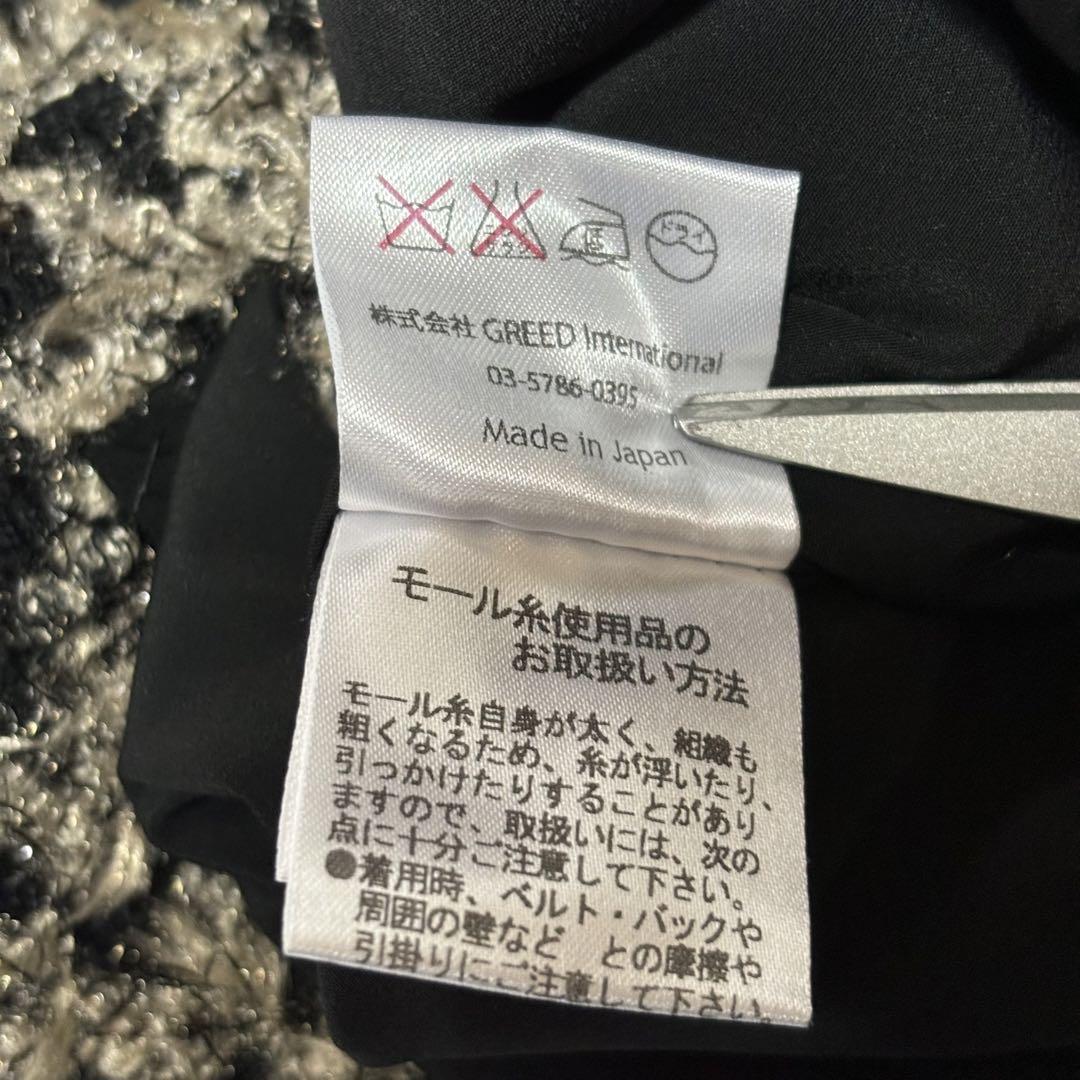 ドライ
株式会社 GREED International
03-5786-0395
Made in Japan
モール糸使用品の
お取扱い方法
モール糸自身が太く、組織も
粗くなるため、糸が浮いたり、
引っかけたりすることがあり
ますので、取扱いには、次の
点に十分ご注意して下さい。
●着用時、ベルト・バックや
周囲の壁など との摩擦や
引掛りにご注意して下さい。